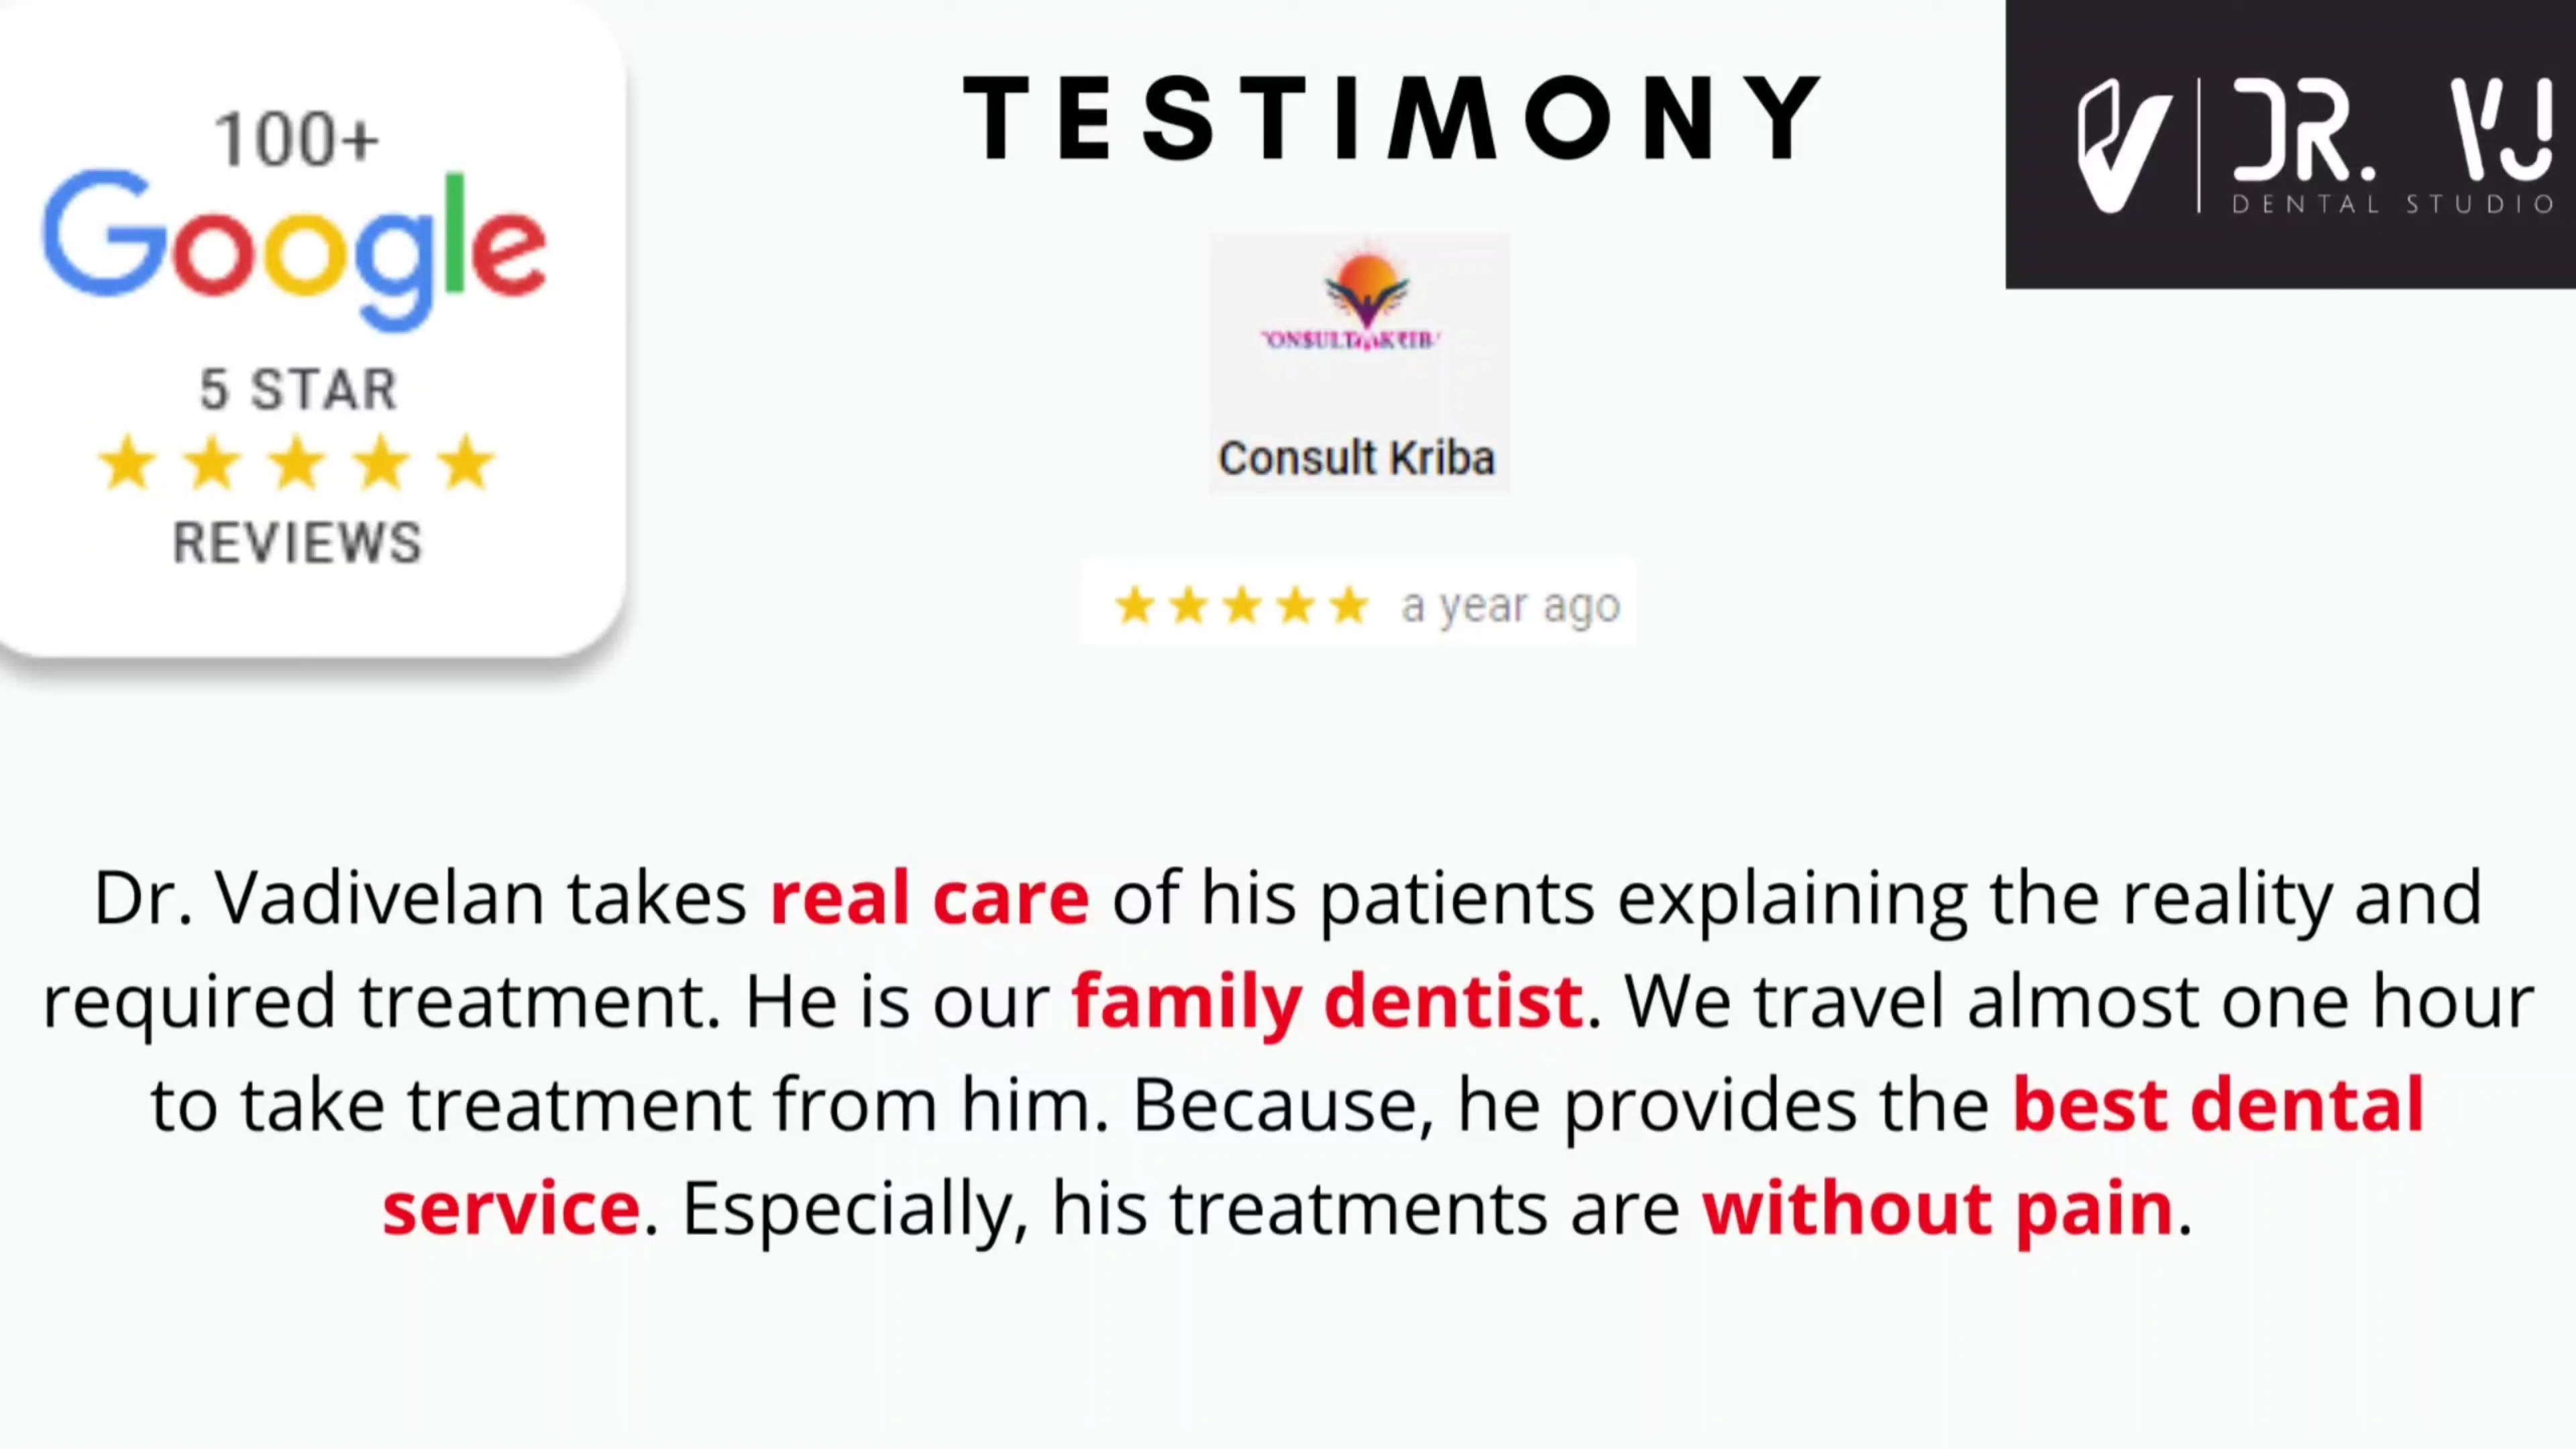 100+
Google
5 STAR
REVIEWS
TESTIMONY
DR. VJ
DENTAL STUDIO
Consult Kriba
a year ago
Dr. Vadivelan takes real care of his patients explaining the reality and
required treatment. He is our family dentist. We travel almost one hour
to take treatment from him. Because, he provides the best dental
service. Especially, his treatments are without pain.